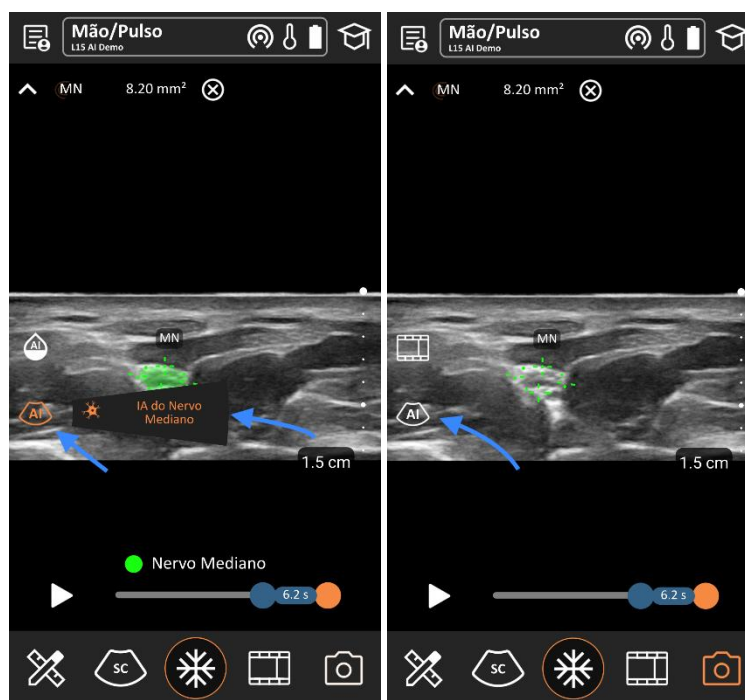 Mão/Pulso
L15 AI Demo
MN 8.20 mm²
MN
AI
AI
IA do Nervo
Mediano
1.5 cm
Nervo Mediano
6.2 s
SC
Mão/Pulso
L15 AI Demo
MN 8.20 mm²
MN
AI
1.5 cm
6.2 s
SC